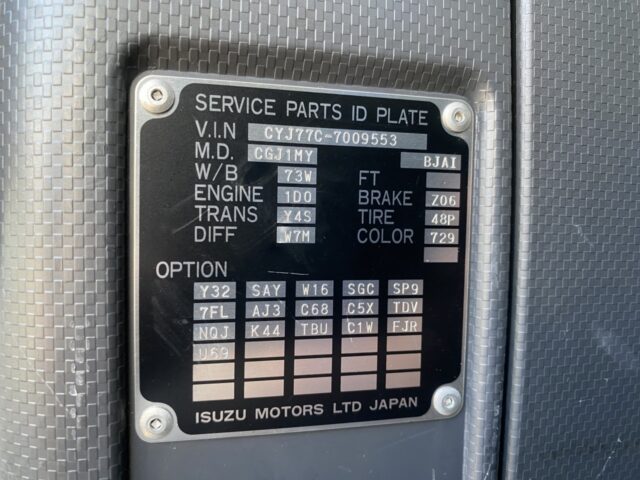 SERVICE PARTS ID PLATE
V.I.N CYJ77C-7009553
M.D. CGJ1MY BJAI
W/B 73W FT
ENGINE 1D0 BRAKE Z06
TRANS Y4S TIRE 48P
DIFF W7M COLOR 729
OPTION
Y32 SAY W16 SGC SP9
7FL AJ3 C68 C5X TDV
NQJ K44 TBU C1W FJR
U69
ISUZU MOTORS LTD JAPAN